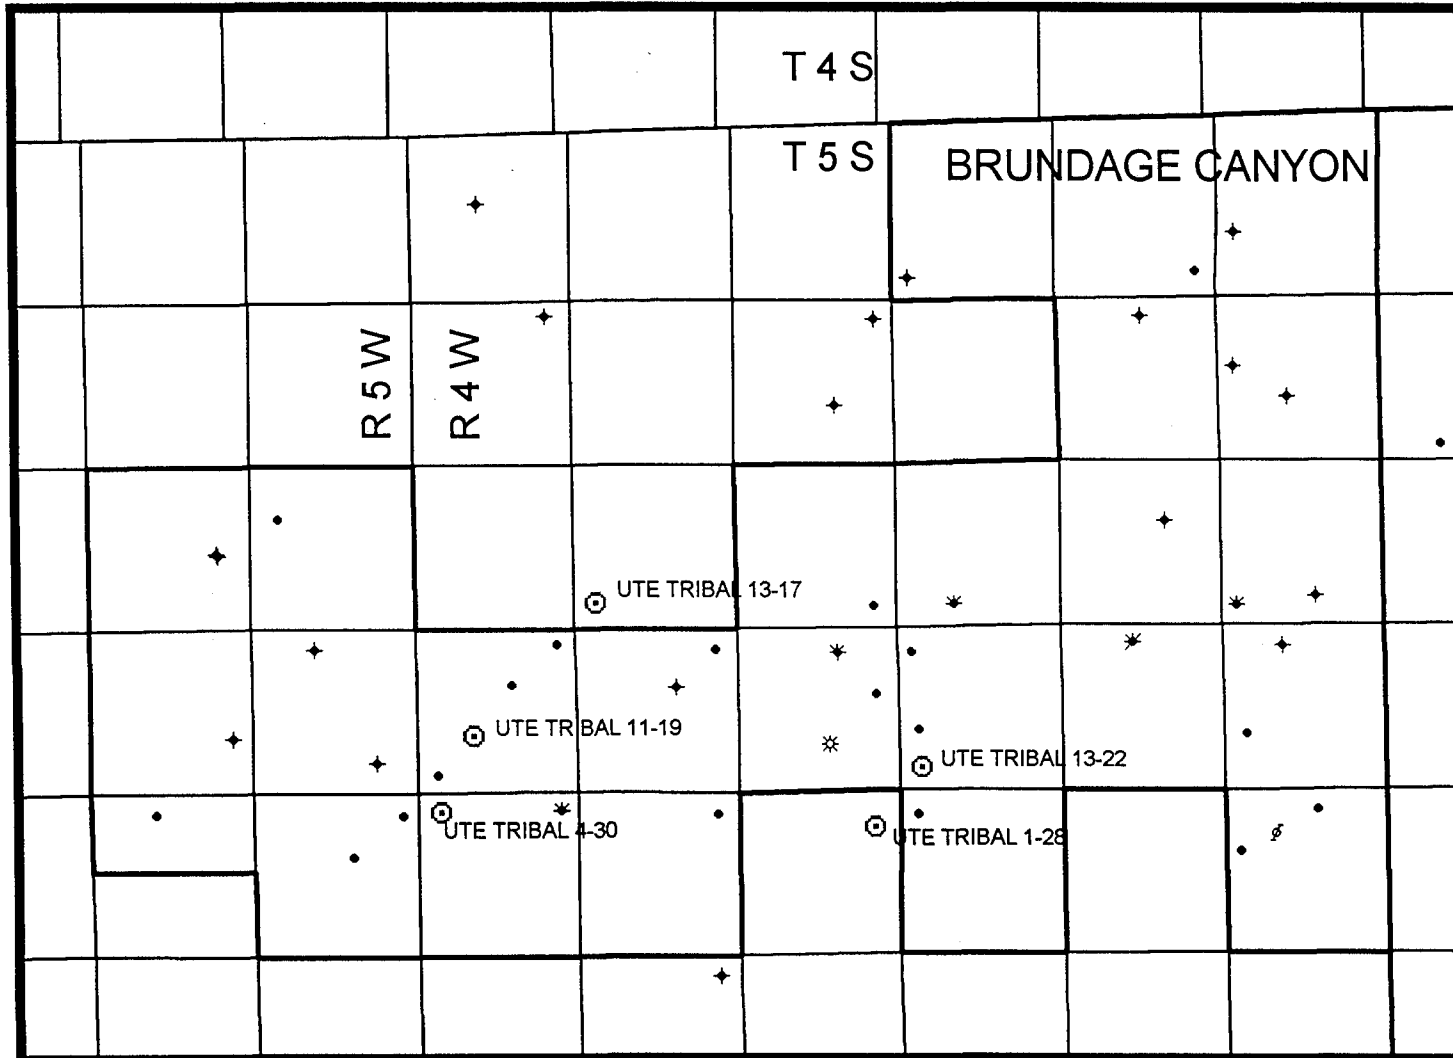 T 4 S
T 5 S
BRUNDAGE CANYON
R 5 W
R 4 W
UTE TRIBAL 13-17
UTE TRIBAL 11-19
UTE TRIBAL 13-22
UTE TRIBAL 4-30
UTE TRIBAL 1-28